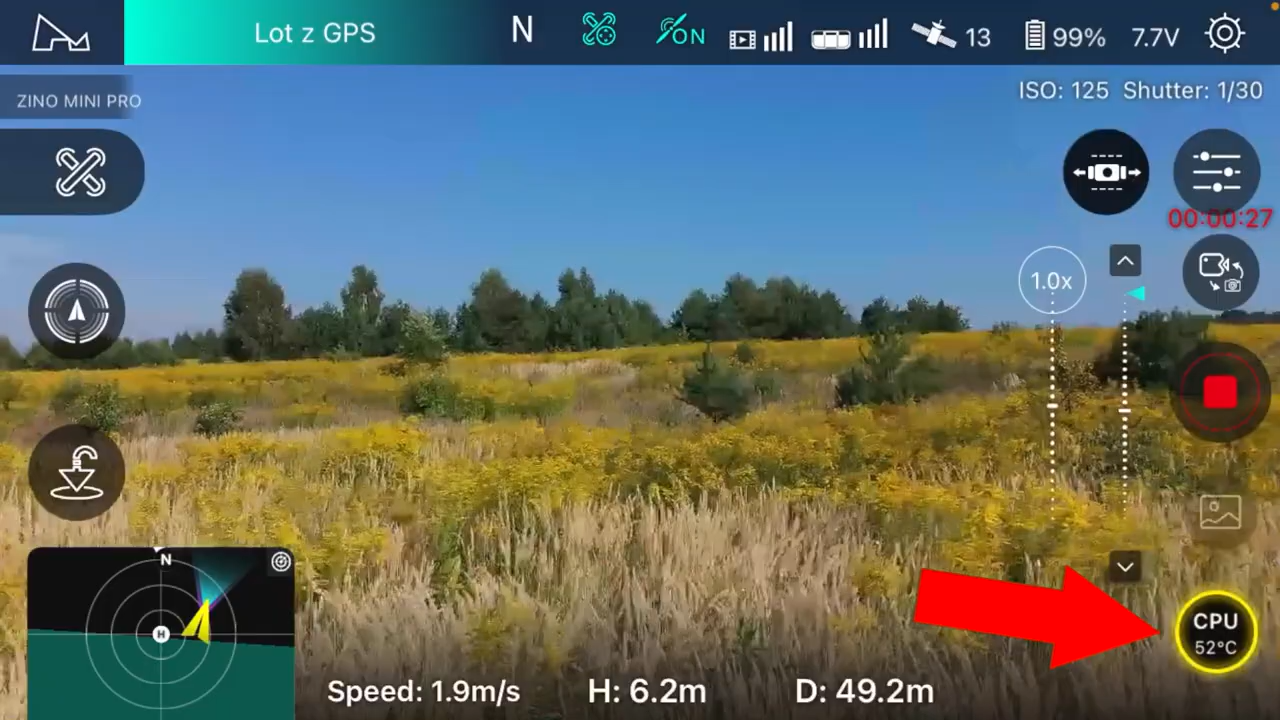 Lot z GPS
N
ON
13
99%
7.7V
ZINO MINI PRO
ISO: 125 Shutter: 1/30
00:00:27
1.0x
N
H
CPU
52°C
Speed: 1.9m/s
H: 6.2m
D: 49.2m